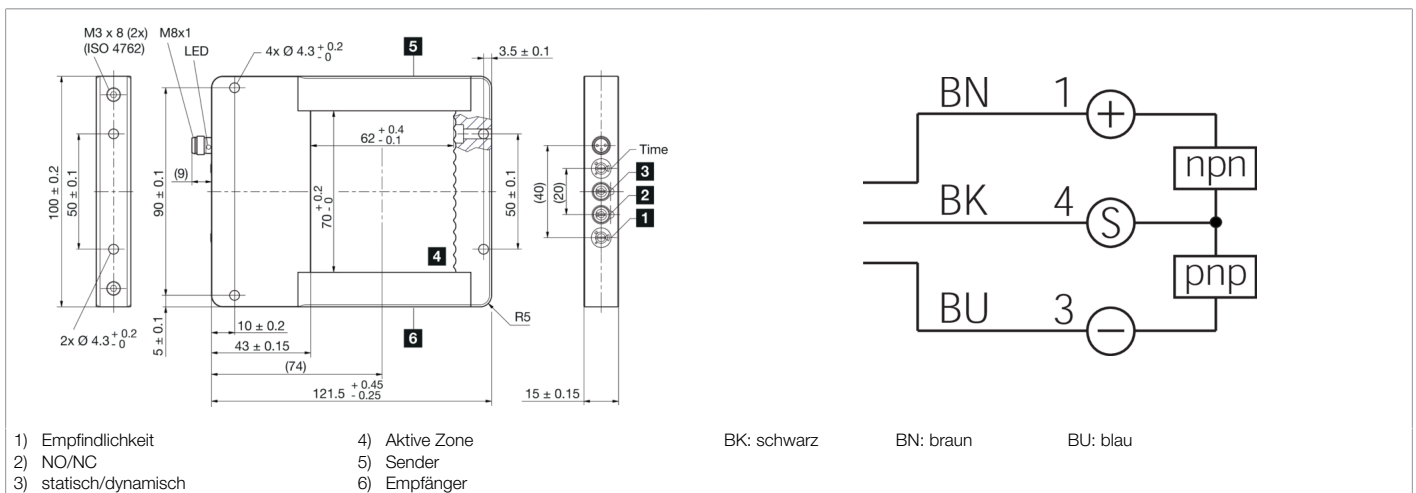 M3 x 8 (2x)
(ISO 4762)
M8x1
LED
4x Ø 4.3 + 0.2 - 0
5
3.5 ± 0.1
62 + 0.4 - 0.1
(9)
100 ± 0.2
50 ± 0.1
90 ± 0.1
70 + 0.2 - 0
50 ± 0.1
(40)
(20)
Time
3
2
1
4
R5
2x Ø 4.3 + 0.2 - 0
5 ± 0.1
10 ± 0.2
43 ± 0.15
6
(74)
121.5 + 0.45 - 0.25
15 ± 0.15
BN 1 +
npn
BK 4 S
pnp
BU 3 −
1) Empfindlichkeit
2) NO/NC
3) statisch/dynamisch
4) Aktive Zone
5) Sender
6) Empfänger
BK: schwarz BN: braun BU: blau